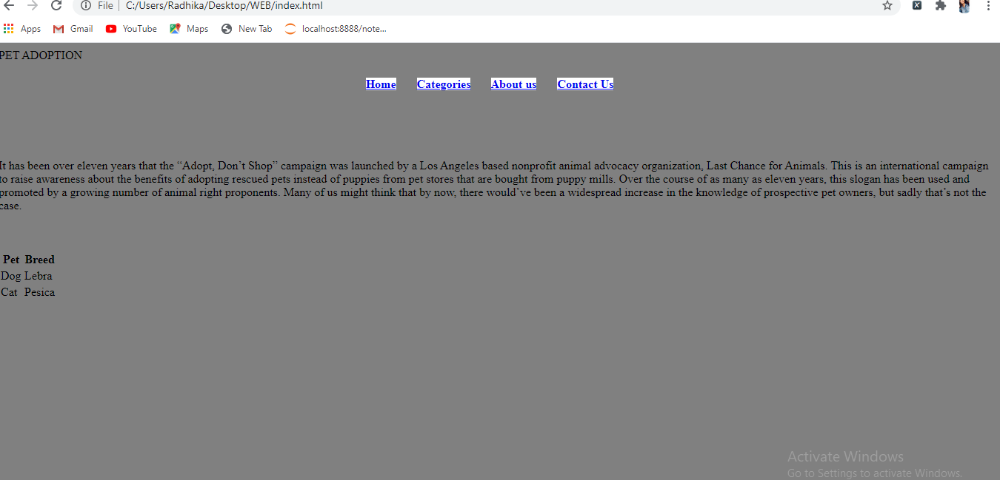 File C:/Users/Radhika/Desktop/WEB/index.html
Apps Gmail YouTube Maps New Tab localhost:8888/note...
PET ADOPTION
Home Categories About us Contact Us
It has been over eleven years that the “Adopt, Don’t Shop” campaign was launched by a Los Angeles based nonprofit animal advocacy organization, Last Chance for Animals. This is an international campaign
to raise awareness about the benefits of adopting rescued pets instead of puppies from pet stores that are bought from puppy mills. Over the course of as many as eleven years, this slogan has been used and
promoted by a growing number of animal right proponents. Many of us might think that by now, there would’ve been a widespread increase in the knowledge of prospective pet owners, but sadly that’s not the
case.
Pet Breed
Dog Lebra
Cat Pesica
Activate Windows
Go to Settings to activate Windows.